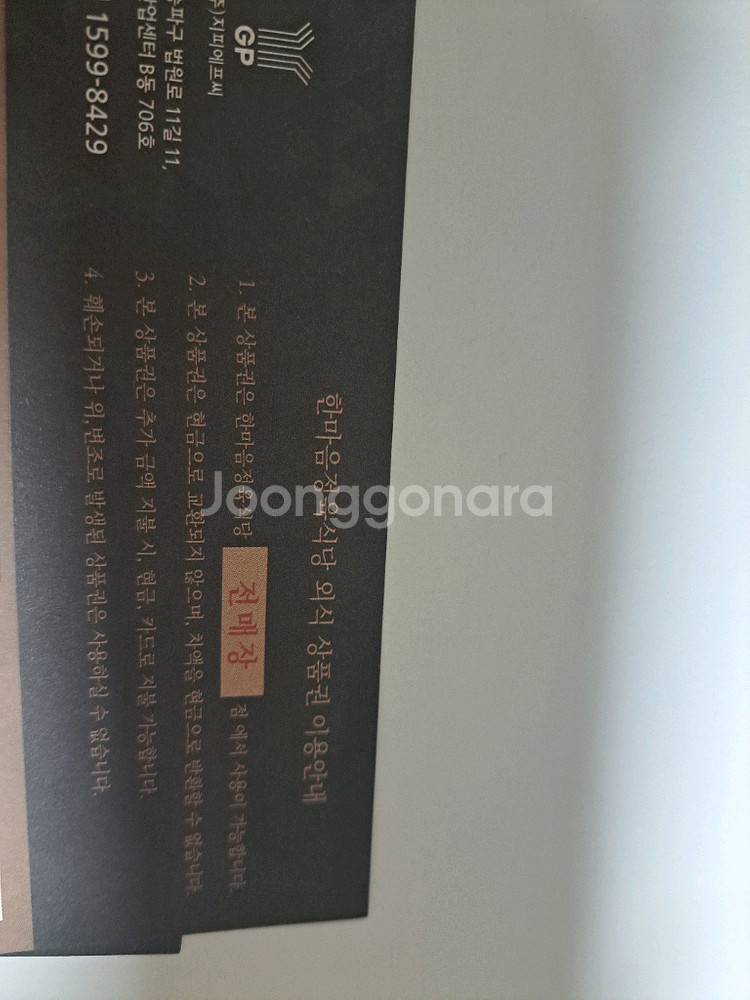 한마음정육식당 외식 상품권 이용안내
1. 본 상품권은 한마음정육식당 전매장 점에서 사용이 가능합니다.
2. 본 상품권은 현금으로 교환되지 않으며, 차액을 현금으로 반환할 수 없습니다.
3. 본 상품권은 추가 금액 지불 시, 현금, 카드로 지불 가능합니다.
4. 훼손되거나 위,변조로 발생된 상품권은 사용하실 수 없습니다.
GP
주)지피에프씨
송파구 법원로 11길 11,
업센터 B동 706호
1599-8429
Joonggonara